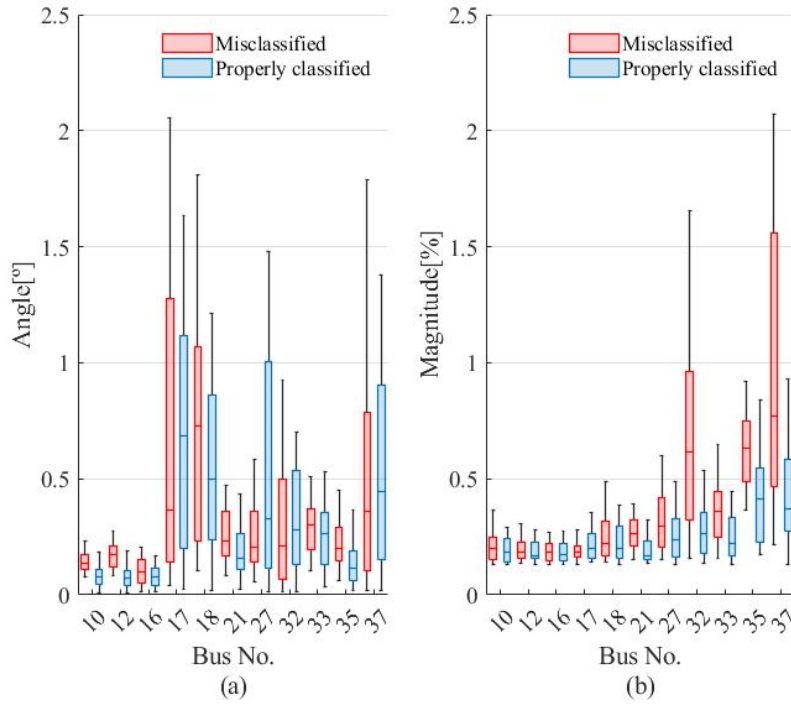 2.5
2
1.5
1
0.5
0
Angle[º]
Misclassified
Properly classified
10 12 16 17 18 21 27 32 33 35 37
Bus No.
(a)
2.5
2
1.5
1
0.5
0
Magnitude[%]
Misclassified
Properly classified
10 12 16 17 18 21 27 32 33 35 37
Bus No.
(b)